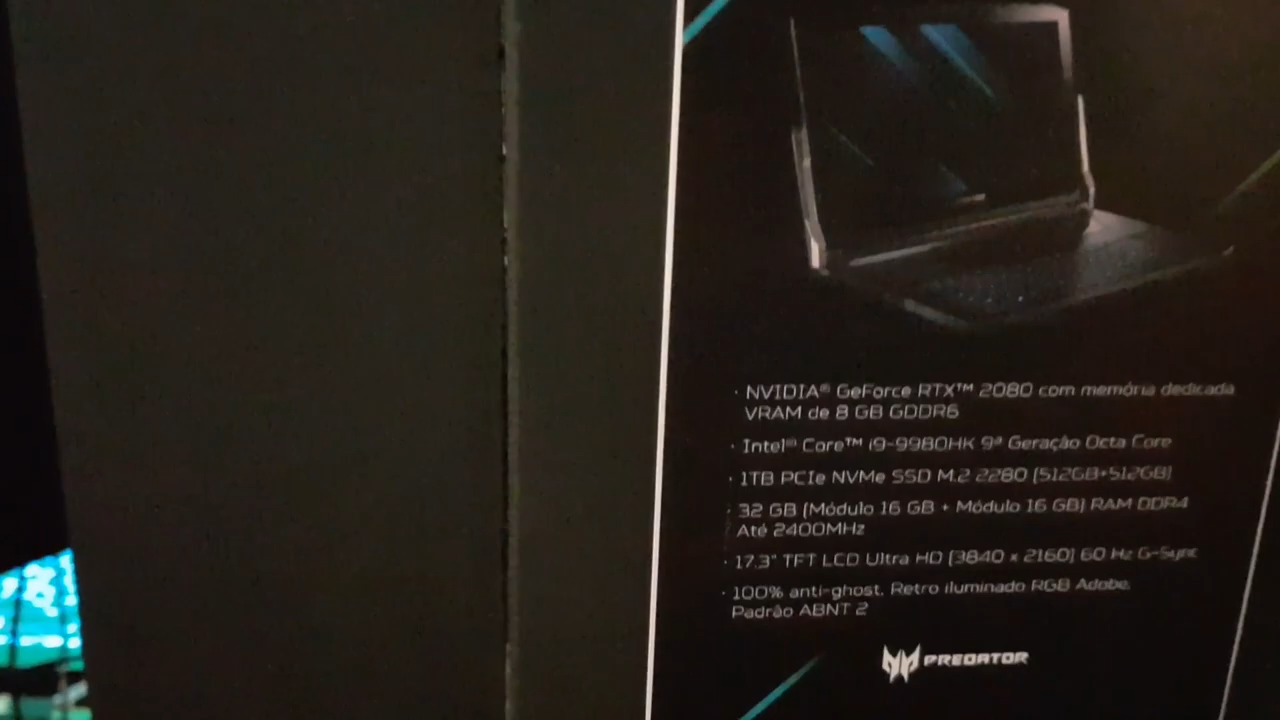 · NVIDIA® GeForce RTX™ 2080 com memória dedicada
VRAM de 8 GB GDDR6
· Intel® Core™ i9-9980HK 9ª Geração Octa Core
· 1TB PCIe NVMe SSD M.2 2280 [512GB+512GB]
· 32 GB [Módulo 16 GB + Módulo 16 GB] RAM DDR4
Até 2400MHz
· 17.3" TFT LCD Ultra HD [3840 x 2160] 60 Hz G-Sync
· 100% anti-ghost. Retro iluminado RGB Adobe.
Padrão ABNT 2
PREDATOR